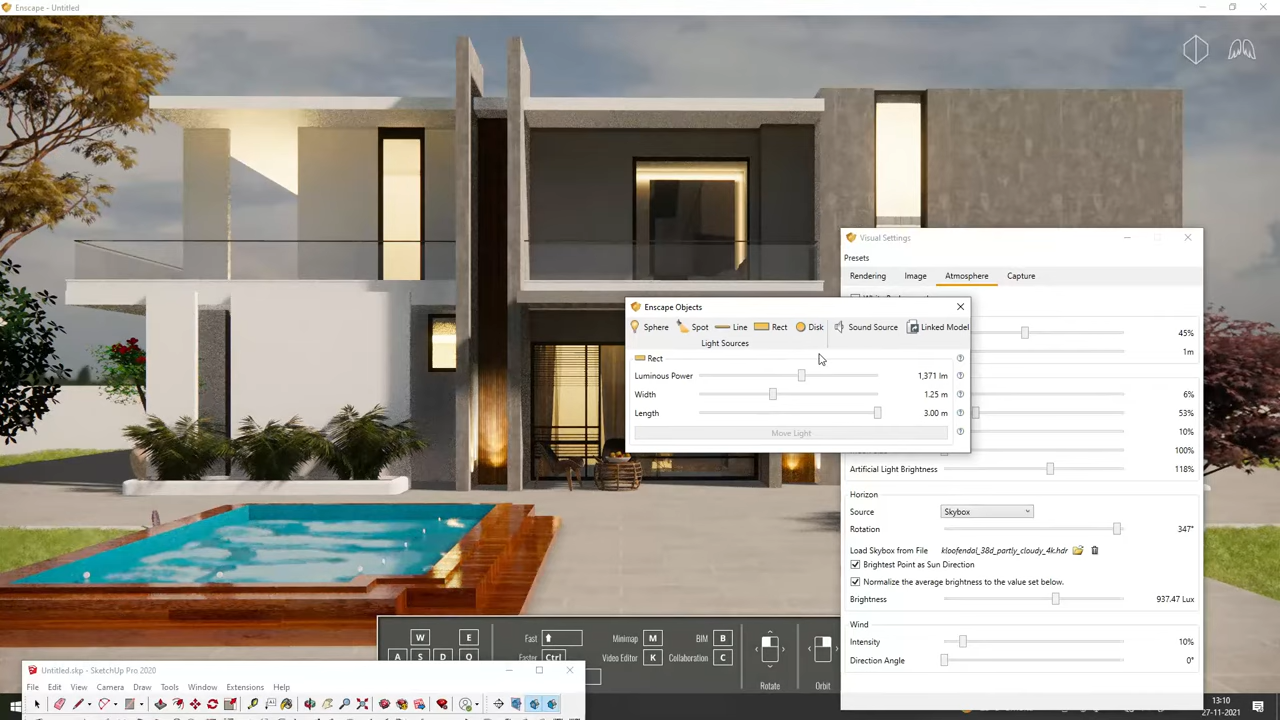 Enscape - Untitled
Visual Settings
Presets
Rendering Image Atmosphere Capture
45%
1m
6%
53%
10%
100%
Artificial Light Brightness 118%
Horizon
Source Skybox
Rotation 347°
Load Skybox from File kloofendal_38d_partly_cloudy_4k.hdr
Brightest Point as Sun Direction
Normalize the average brightness to the value set below.
Brightness 937.47 Lux
Wind
Intensity 10%
Direction Angle 0°
Enscape Objects
Sphere Spot Line Rect Disk Sound Source Linked Model
Light Sources
Rect
Luminous Power 1,371 lm
Width 1.25 m
Length 3.00 m
Move Light
W E Fast Minimap M BIM B
A S D Q Faster Ctrl Video Editor K Collaboration C
Rotate Orbit
Untitled.skp - SketchUp Pro 2020
File Edit View Camera Draw Tools Window Extensions Help
13:10
27-11-2021